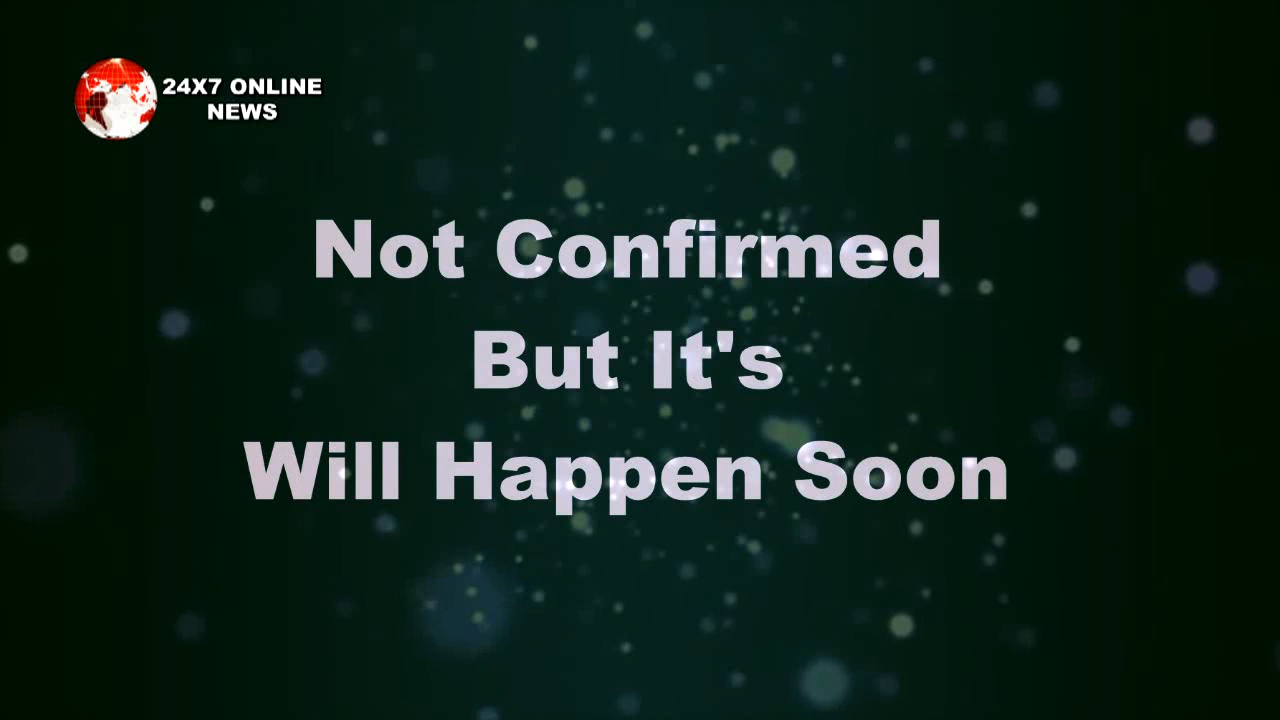 24X7 ONLINE
NEWS
Not Confirmed
But It's
Will Happen Soon